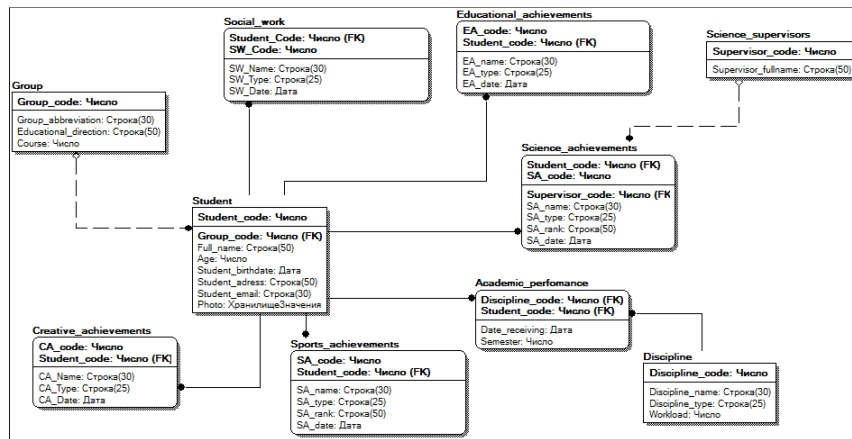 Social_work
Student_Code: Число (FK)
SW_Code: Число
SW_Name: Строка(30)
SW_Type: Строка(25)
SW_Date: Дата
Educational_achievements
EA_code: Число
Student_code: Число (FK)
EA_name: Строка(30)
EA_type: Строка(25)
EA_date: Дата
Science_supervisors
Supervisor_code: Число
Supervisor_fullname: Строка(50)
Group
Group_code: Число
Group_abbreviation: Строка(30)
Educational_direction: Строка(50)
Course: Число
Science_achievements
Student_code: Число (FK)
SA_code: Число
Supervisor_code: Число (FK)
SA_name: Строка(30)
SA_type: Строка(25)
SA_rank: Строка(50)
SA_date: Дата
Student
Student_code: Число
Group_code: Число (FK)
Full_name: Строка(50)
Age: Число
Student_birthdate: Дата
Student_adress: Строка(50)
Student_email: Строка(30)
Photo: ХранилищеЗначения
Academic_perfomance
Discipline_code: Число (FK)
Student_code: Число (FK)
Date_receiving: Дата
Semester: Число
Creative_achievements
CA_code: Число
Student_code: Число (FK)
CA_Name: Строка(30)
CA_Type: Строка(25)
CA_Date: Дата
Sports_achievements
SA_code: Число
Student_code: Число (FK)
SA_name: Строка(30)
SA_type: Строка(25)
SA_rank: Строка(50)
SA_date: Дата
Discipline
Discipline_code: Число
Discipline_name: Строка(30)
Discipline_type: Строка(25)
Workload: Число